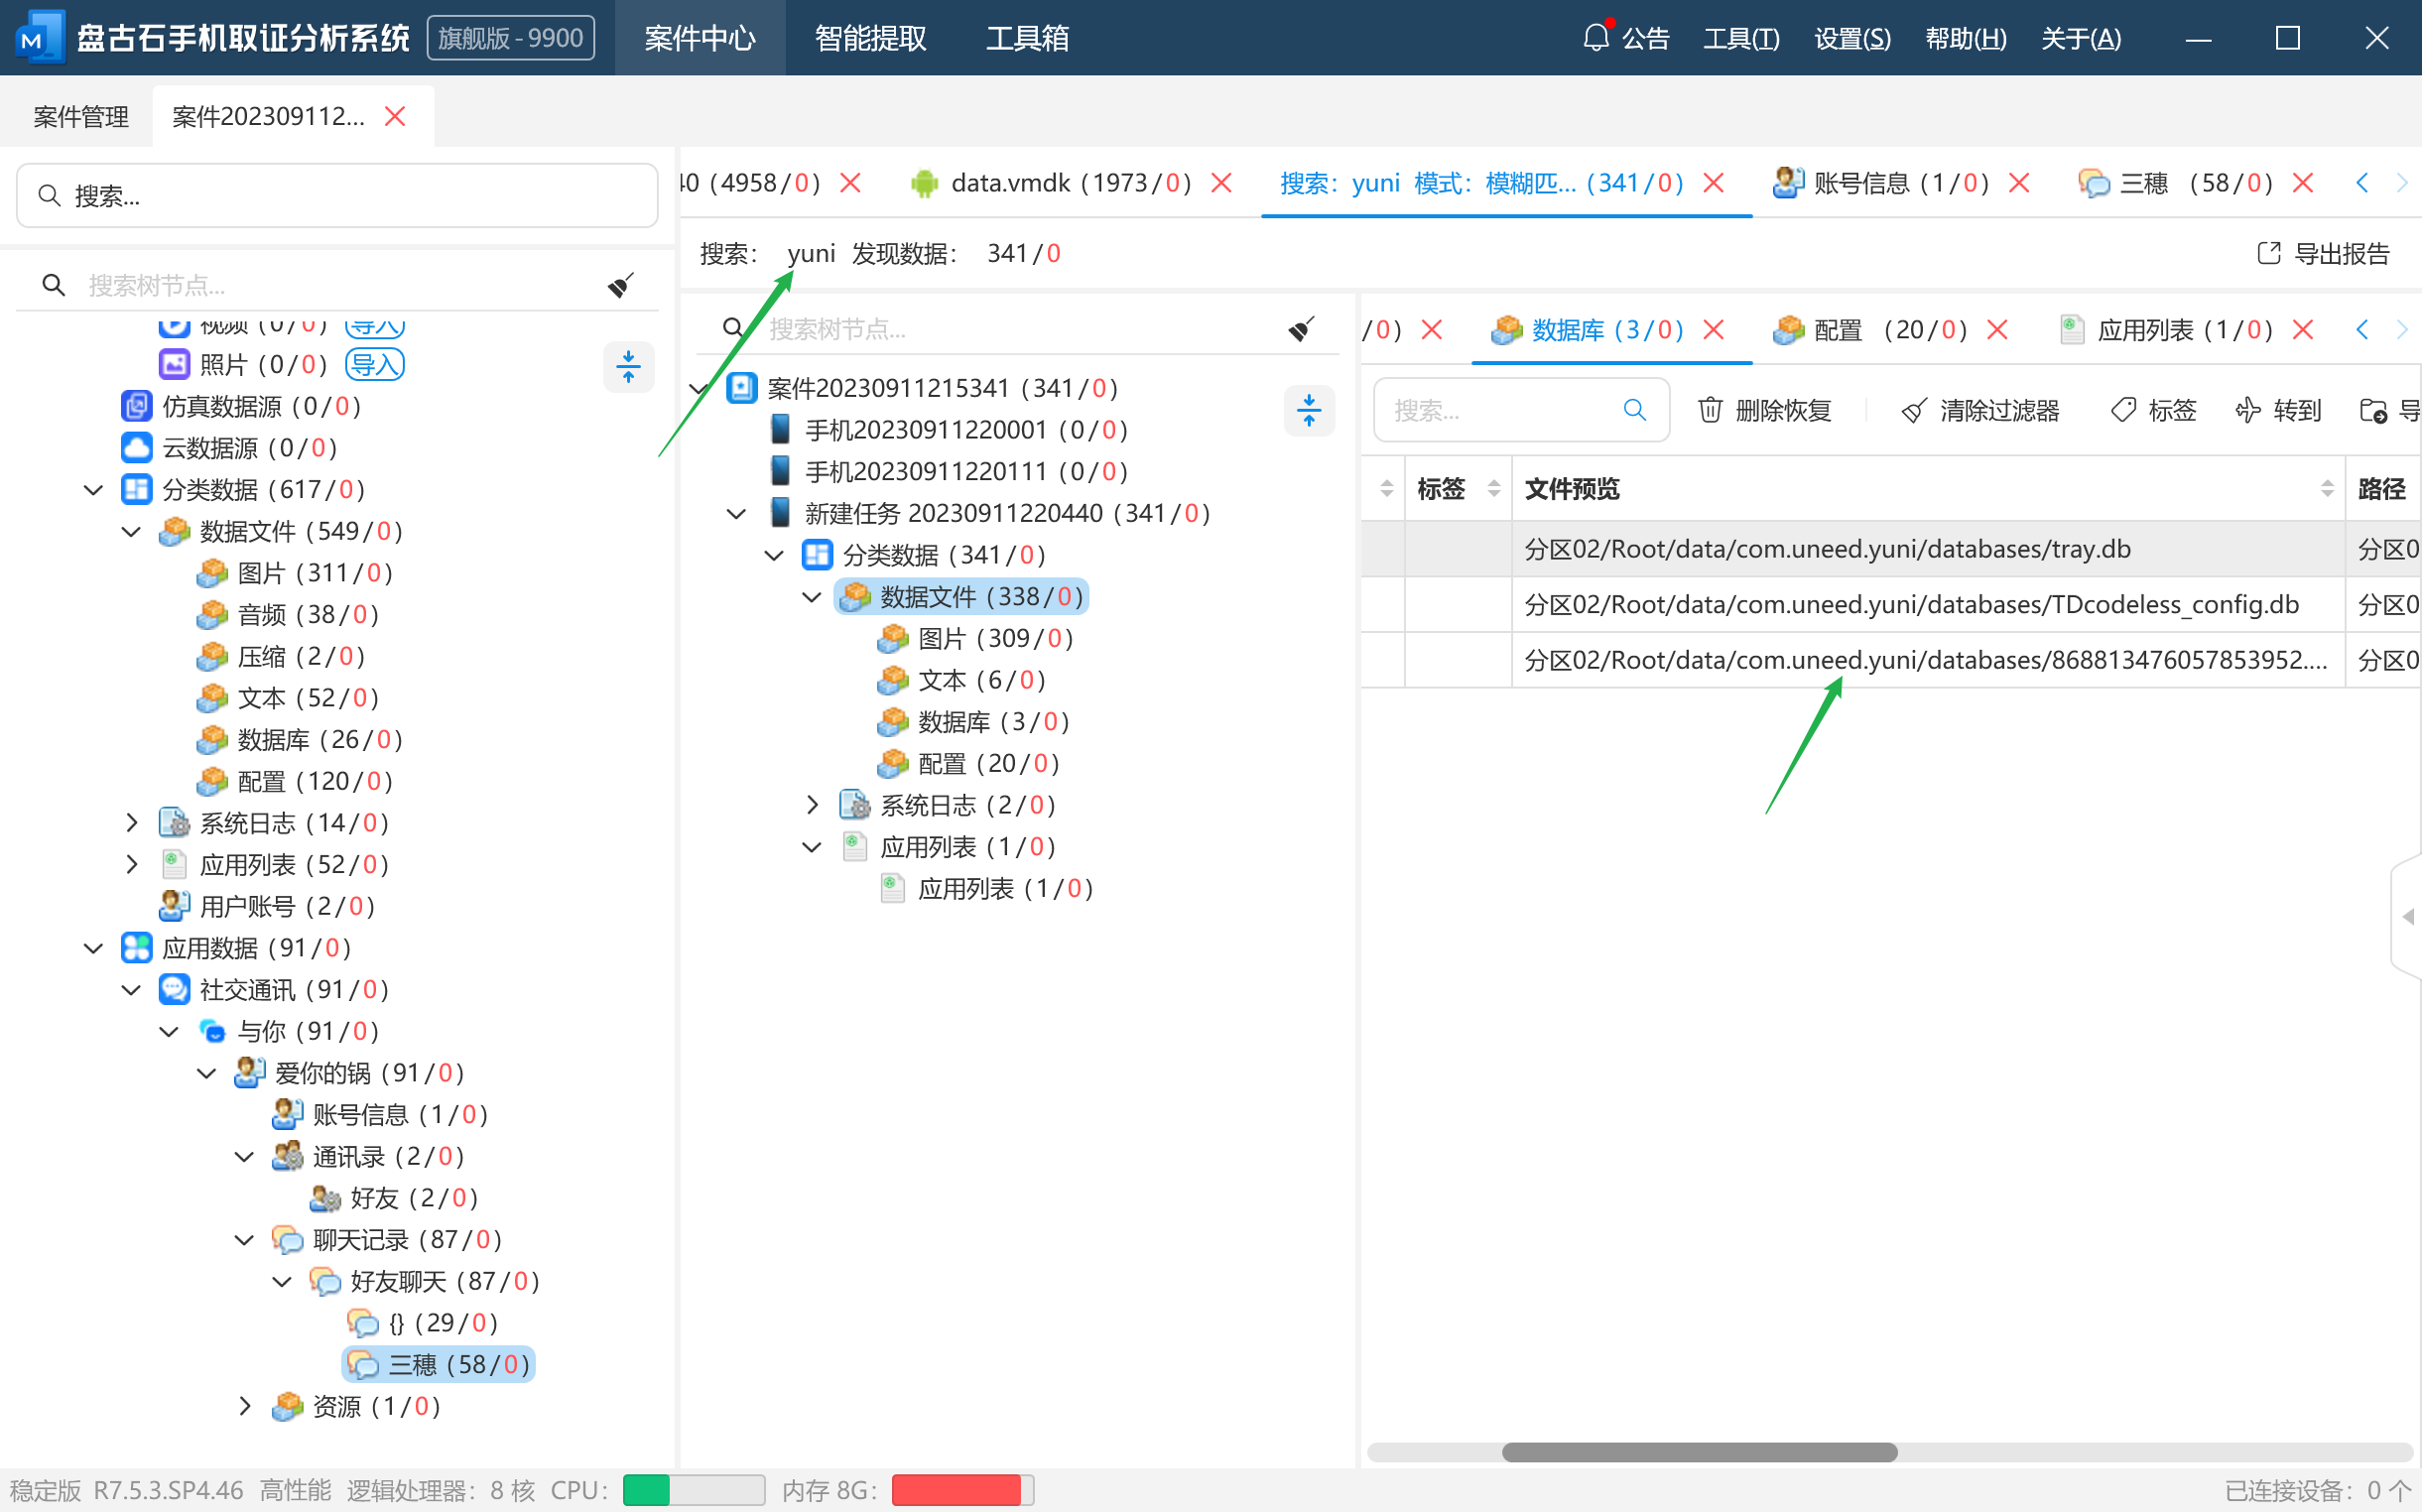 盘古石手机取证分析系统 旗舰版 - 9900 案件中心 智能提取 工具箱 公告 工具(T) 设置(S) 帮助(H) 关于(A)
案件管理 案件202309112...
搜索...
40 (4958/0) data.vmdk (1973/0) 搜索：yuni 模式：模糊匹... (341/0) 账号信息 (1/0) 三穗 (58/0)
搜索： yuni 发现数据： 341/0 导出报告
搜索树节点...
视频 (0/0) 导入
照片 (0/0) 导入
仿真数据源 (0/0)
云数据源 (0/0)
分类数据 (617/0)
数据文件 (549/0)
图片 (311/0)
音频 (38/0)
压缩 (2/0)
文本 (52/0)
数据库 (26/0)
配置 (120/0)
系统日志 (14/0)
应用列表 (52/0)
用户账号 (2/0)
应用数据 (91/0)
社交通讯 (91/0)
与你 (91/0)
爱你的锅 (91/0)
账号信息 (1/0)
通讯录 (2/0)
好友 (2/0)
聊天记录 (87/0)
好友聊天 (87/0)
{} (29/0)
三穗 (58/0)
资源 (1/0)
搜索树节点...
案件20230911215341 (341/0)
手机20230911220001 (0/0)
手机20230911220111 (0/0)
新建任务 20230911220440 (341/0)
分类数据 (341/0)
数据文件 (338/0)
图片 (309/0)
文本 (6/0)
数据库 (3/0)
配置 (20/0)
系统日志 (2/0)
应用列表 (1/0)
应用列表 (1/0)
/0) 数据库 (3/0) 配置 (20/0) 应用列表 (1/0)
搜索... 删除恢复 清除过滤器 标签 转到 导
标签 文件预览 路径
分区02/Root/data/com.uneed.yuni/databases/tray.db 分区0
分区02/Root/data/com.uneed.yuni/databases/TDcodeless_config.db 分区0
分区02/Root/data/com.uneed.yuni/databases/868813476057853952.... 分区0
稳定版 R7.5.3.SP4.46 高性能 逻辑处理器：8 核 CPU： 内存 8G： 已连接设备：0 个